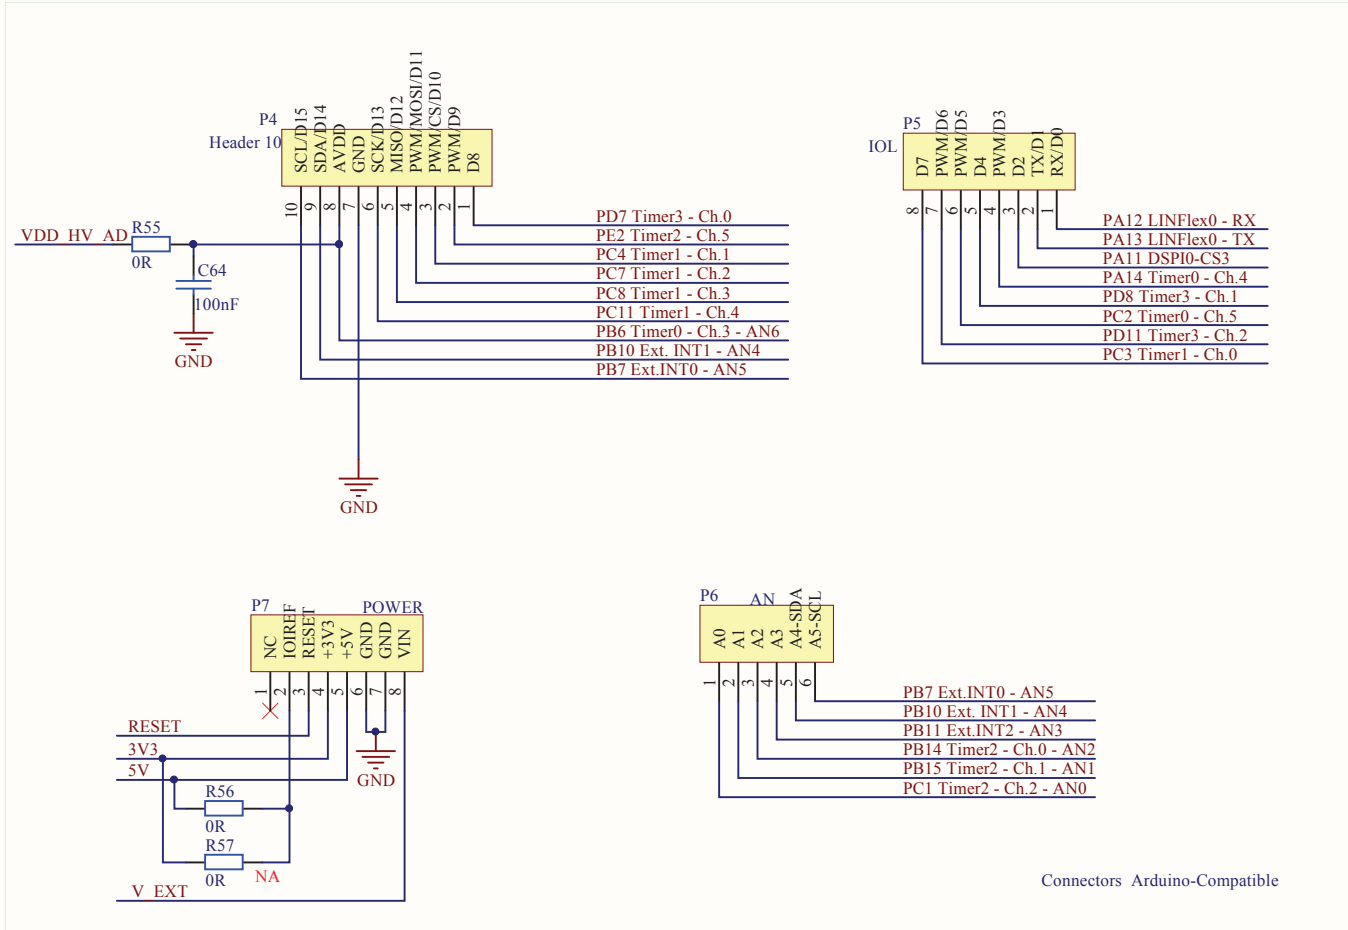 P4
Header 10
SCL/D15
SDA/D14
AVDD
GND
SCK/D13
MISO/D12
PWM/MOSI/D11
PWM/CS/D10
PWM/D9
D8
10
9
8
7
6
5
4
3
2
1
PD7 Timer3 - Ch.0
PE2 Timer2 - Ch.5
PC4 Timer1 - Ch.1
PC7 Timer1 - Ch.2
PC8 Timer1 - Ch.3
PC11 Timer1 - Ch.4
PB6 Timer0 - Ch.3 - AN6
PB10 Ext. INT1 - AN4
PB7 Ext.INT0 - AN5
VDD_HV_AD
R55
0R
C64
100nF
GND
GND
P5
IOL
D7
PWM/D6
PWM/D5
D4
PWM/D3
D2
TX/D1
RX/D0
8
7
6
5
4
3
2
1
PA12 LINFlex0 - RX
PA13 LINFlex0 - TX
PA11 DSPI0-CS3
PA14 Timer0 - Ch.4
PD8 Timer3 - Ch.1
PC2 Timer0 - Ch.5
PD11 Timer3 - Ch.2
PC3 Timer1 - Ch.0
P7
POWER
NC
IOIREF
RESET
+3V3
+5V
GND
GND
VIN
1
2
3
4
5
6
7
8
RESET
3V3
5V
GND
R56
0R
R57
0R
NA
V_EXT
P6
AN
A0
A1
A2
A3
A4-SDA
A5-SCL
1
2
3
4
5
6
PB7 Ext.INT0 - AN5
PB10 Ext. INT1 - AN4
PB11 Ext.INT2 - AN3
PB14 Timer2 - Ch.0 - AN2
PB15 Timer2 - Ch.1 - AN1
PC1 Timer2 - Ch.2 - AN0
Connectors Arduino-Compatible